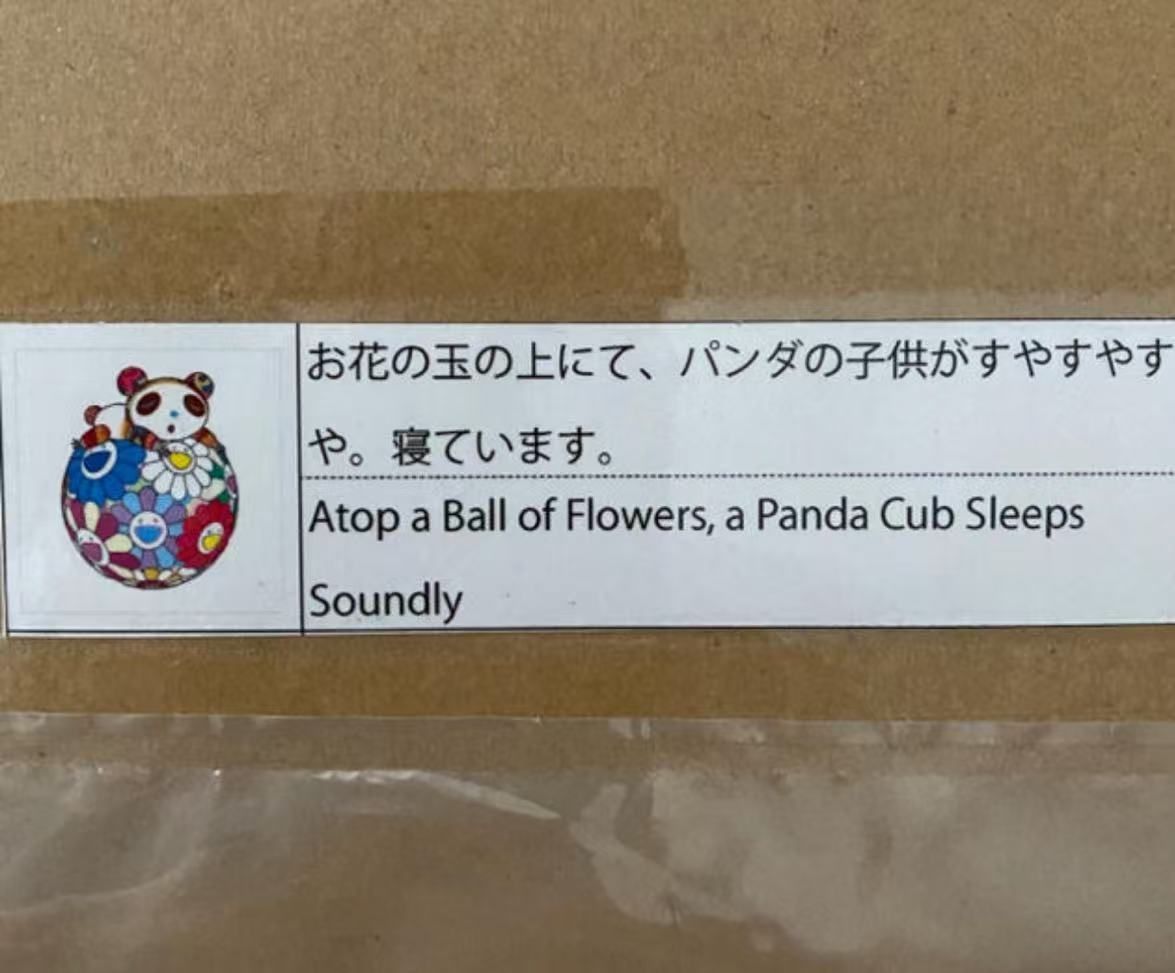 お花の玉の上にて、パンダの子供がすやすやす
や。寝ています。
Atop a Ball of Flowers, a Panda Cub Sleeps
Soundly